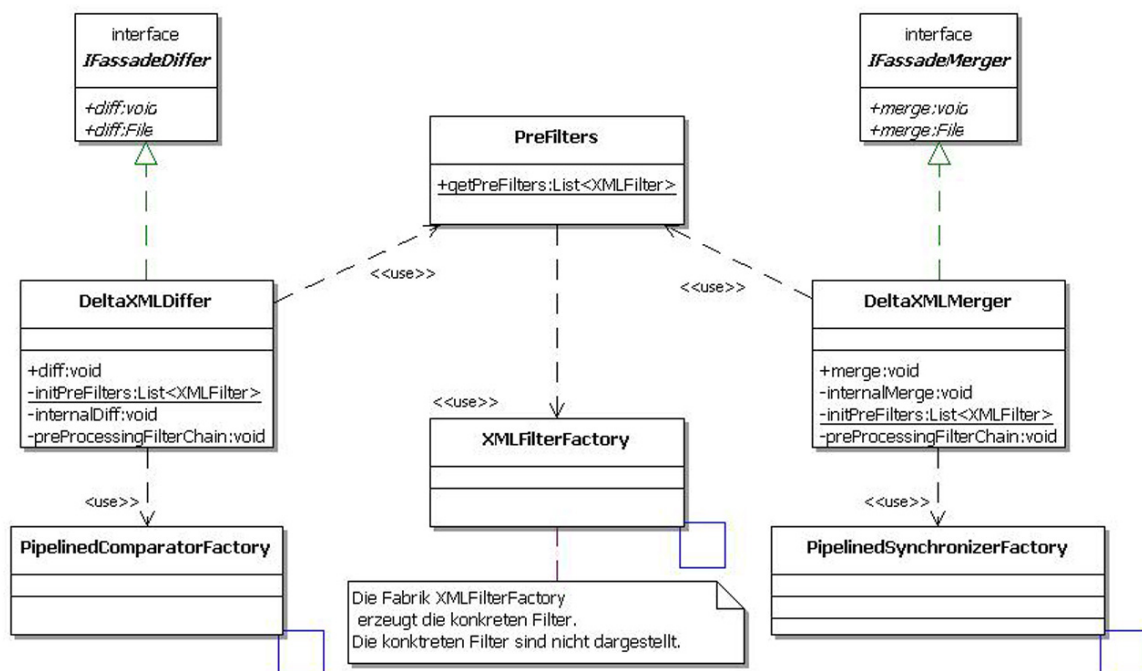 interface
IFassadeDiffer
+diff:void
+diff:File
interface
IFassadeMerger
+merge:void
+merge:File
PreFilters
+getPreFilters:List<XMLFilter>
<<use>>
<<use>>
DeltaXMLDiffer
+diff:void
-initPreFilters:List<XMLFilter>
-internalDiff:void
-preProcessingFilterChain:void
DeltaXMLMerger
+merge:void
-internalMerge:void
-initPreFilters:List<XMLFilter>
-preProcessingFilterChain:void
<<use>>
XMLFilterFactory
<use>>
<<use>>
PipelinedComparatorFactory
PipelinedSynchronizerFactory
Die Fabrik XMLFilterFactory
erzeugt die konkreten Filter.
Die konktreten Filter sind nicht dargestellt.